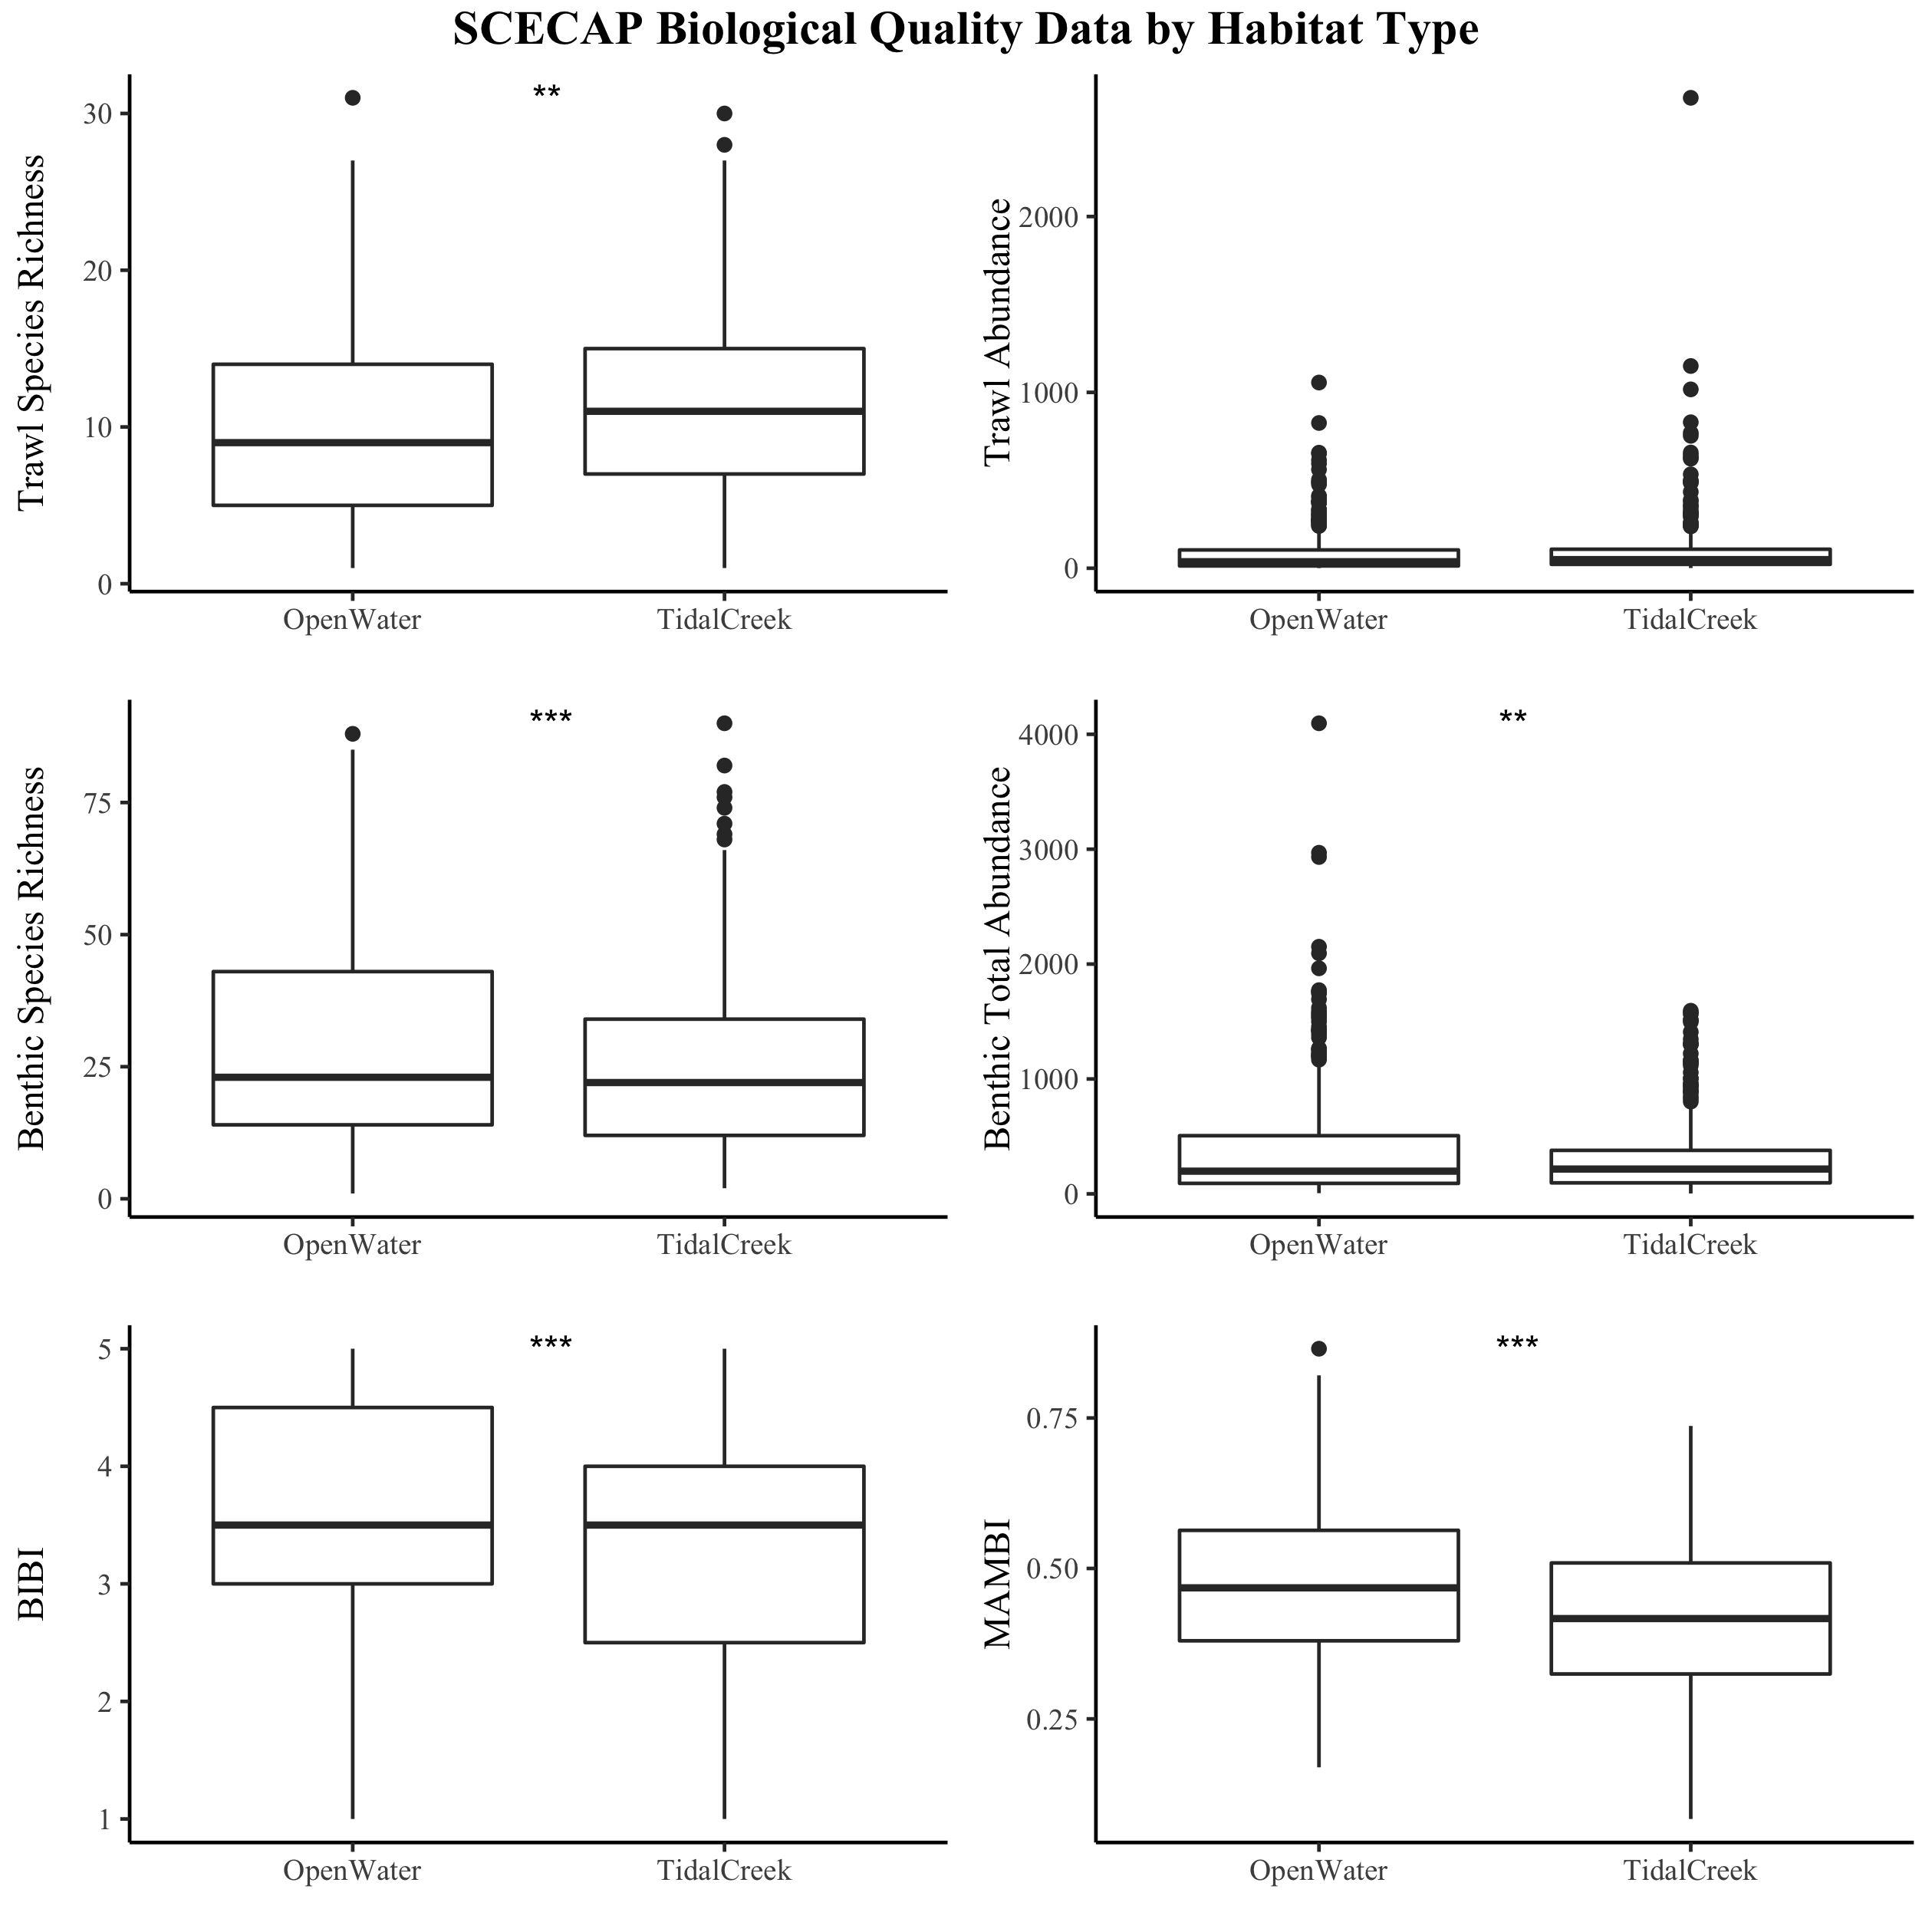 SCECAP Biological Quality Data by Habitat Type
Trawl Species Richness
30
20
10
0
**
OpenWater
TidalCreek
Trawl Abundance
2000
1000
0
OpenWater
TidalCreek
Benthic Species Richness
75
50
25
0
***
OpenWater
TidalCreek
Benthic Total Abundance
4000
3000
2000
1000
0
**
OpenWater
TidalCreek
BIBI
5
4
3
2
1
***
OpenWater
TidalCreek
MAMBI
0.75
0.50
0.25
***
OpenWater
TidalCreek